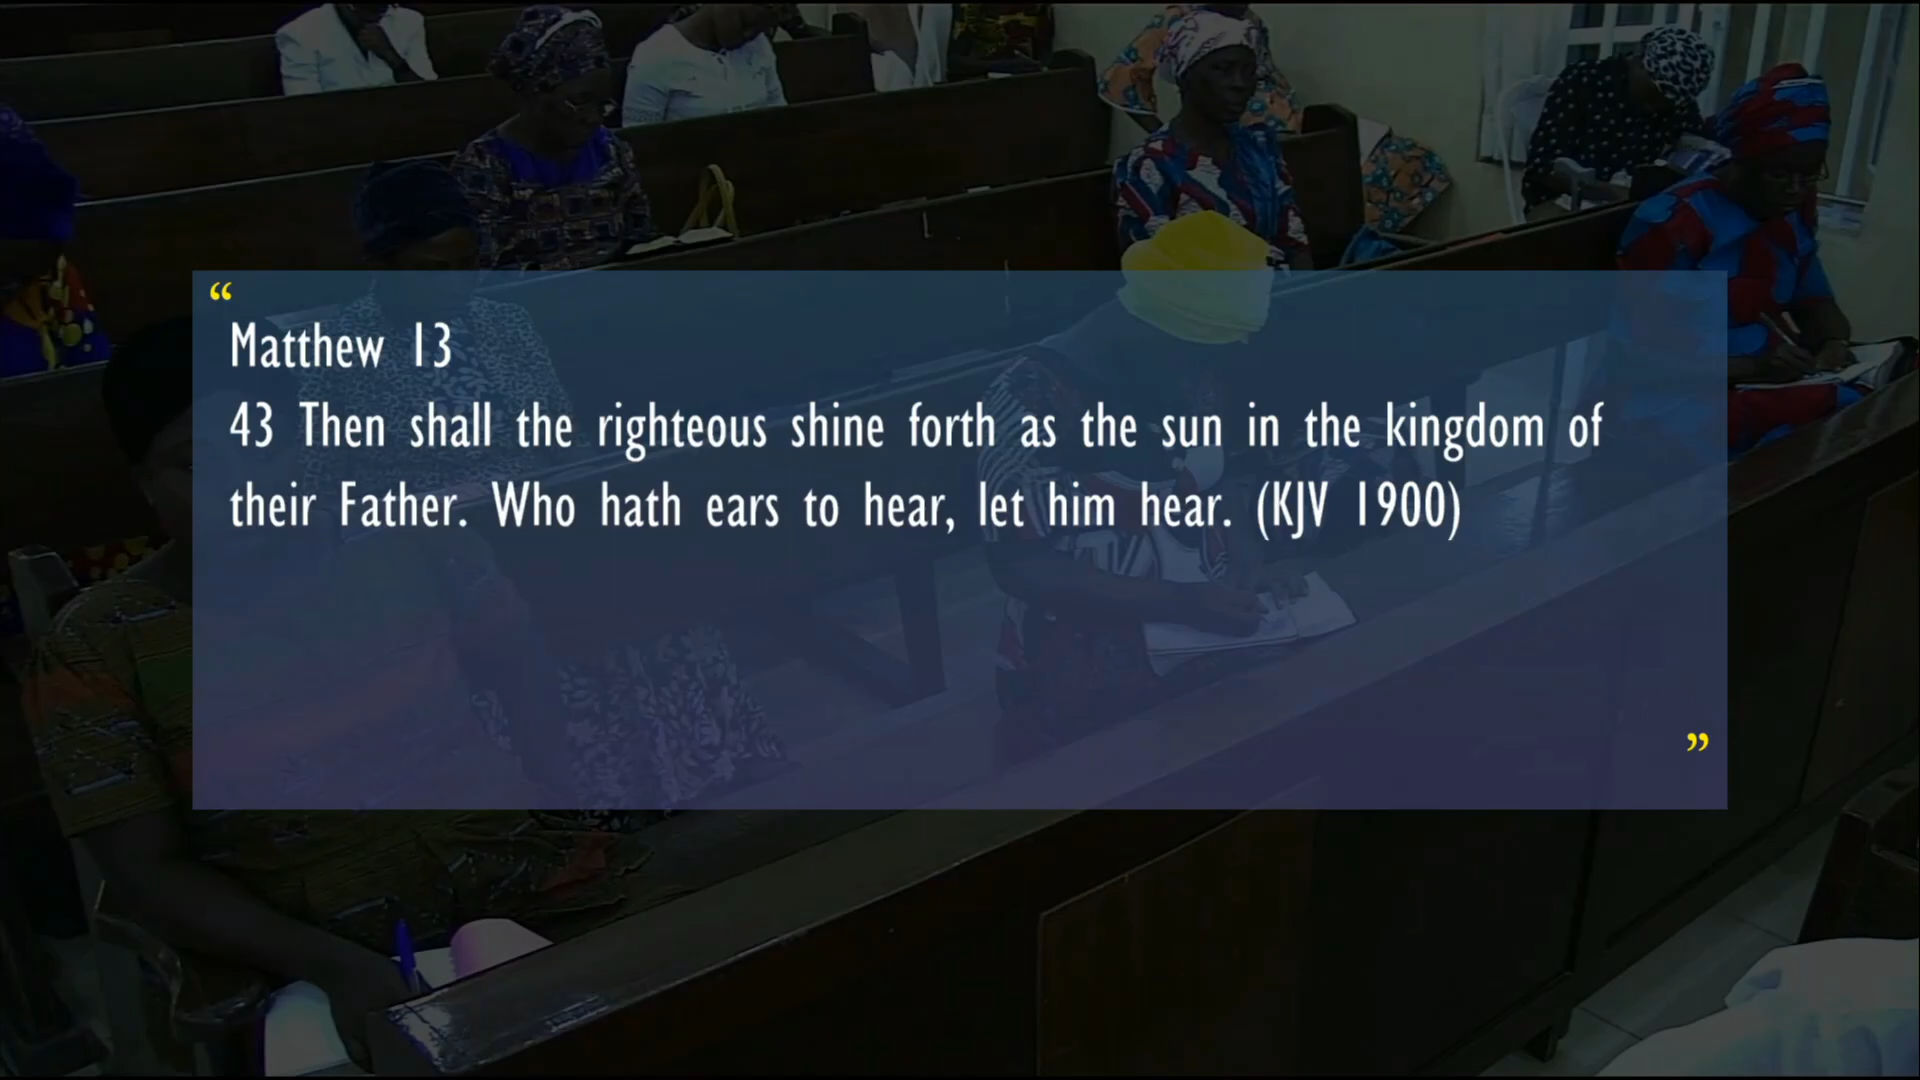 “
Matthew 13
43 Then shall the righteous shine forth as the sun in the kingdom of
their Father. Who hath ears to hear, let him hear. (KJV 1900)
”